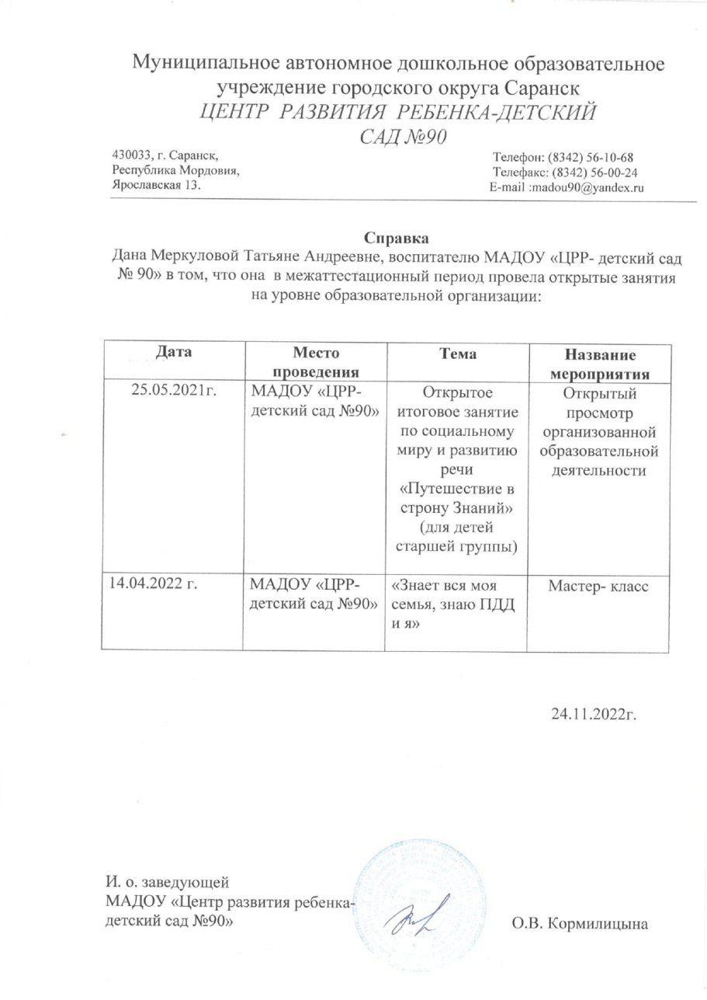 Муниципальное автономное дошкольное образовательное
учреждение городского округа Саранск
ЦЕНТР РАЗВИТИЯ РЕБЕНКА-ДЕТСКИЙ
САД №90
430033, г. Саранск,
Республика Мордовия,
Ярославская 13.
Телефон: (8342) 56-10-68
Телефакс: (8342) 56-00-24
E-mail :madou90@yandex.ru
Справка
Дана Меркуловой Татьяне Андреевне, воспитателю МАДОУ «ЦРР- детский сад
№ 90» в том, что она в межаттестационный период провела открытые занятия
на уровне образовательной организации:
Дата
Место
проведения
Тема
Название
мероприятия
25.05.2021г.
МАДОУ «ЦРР-
детский сад №90»
Открытое
итоговое занятие
по социальному
миру и развитию
речи
«Путешествие в
строну Знаний»
(для детей
старшей группы)
Открытый
просмотр
организованной
образовательной
деятельности
14.04.2022 г.
МАДОУ «ЦРР-
детский сад №90»
«Знает вся моя
семья, знаю ПДД
и я»
Мастер- класс
24.11.2022г.
И. о. заведующей
МАДОУ «Центр развития ребенка-
детский сад №90»
О.В. Кормилицына